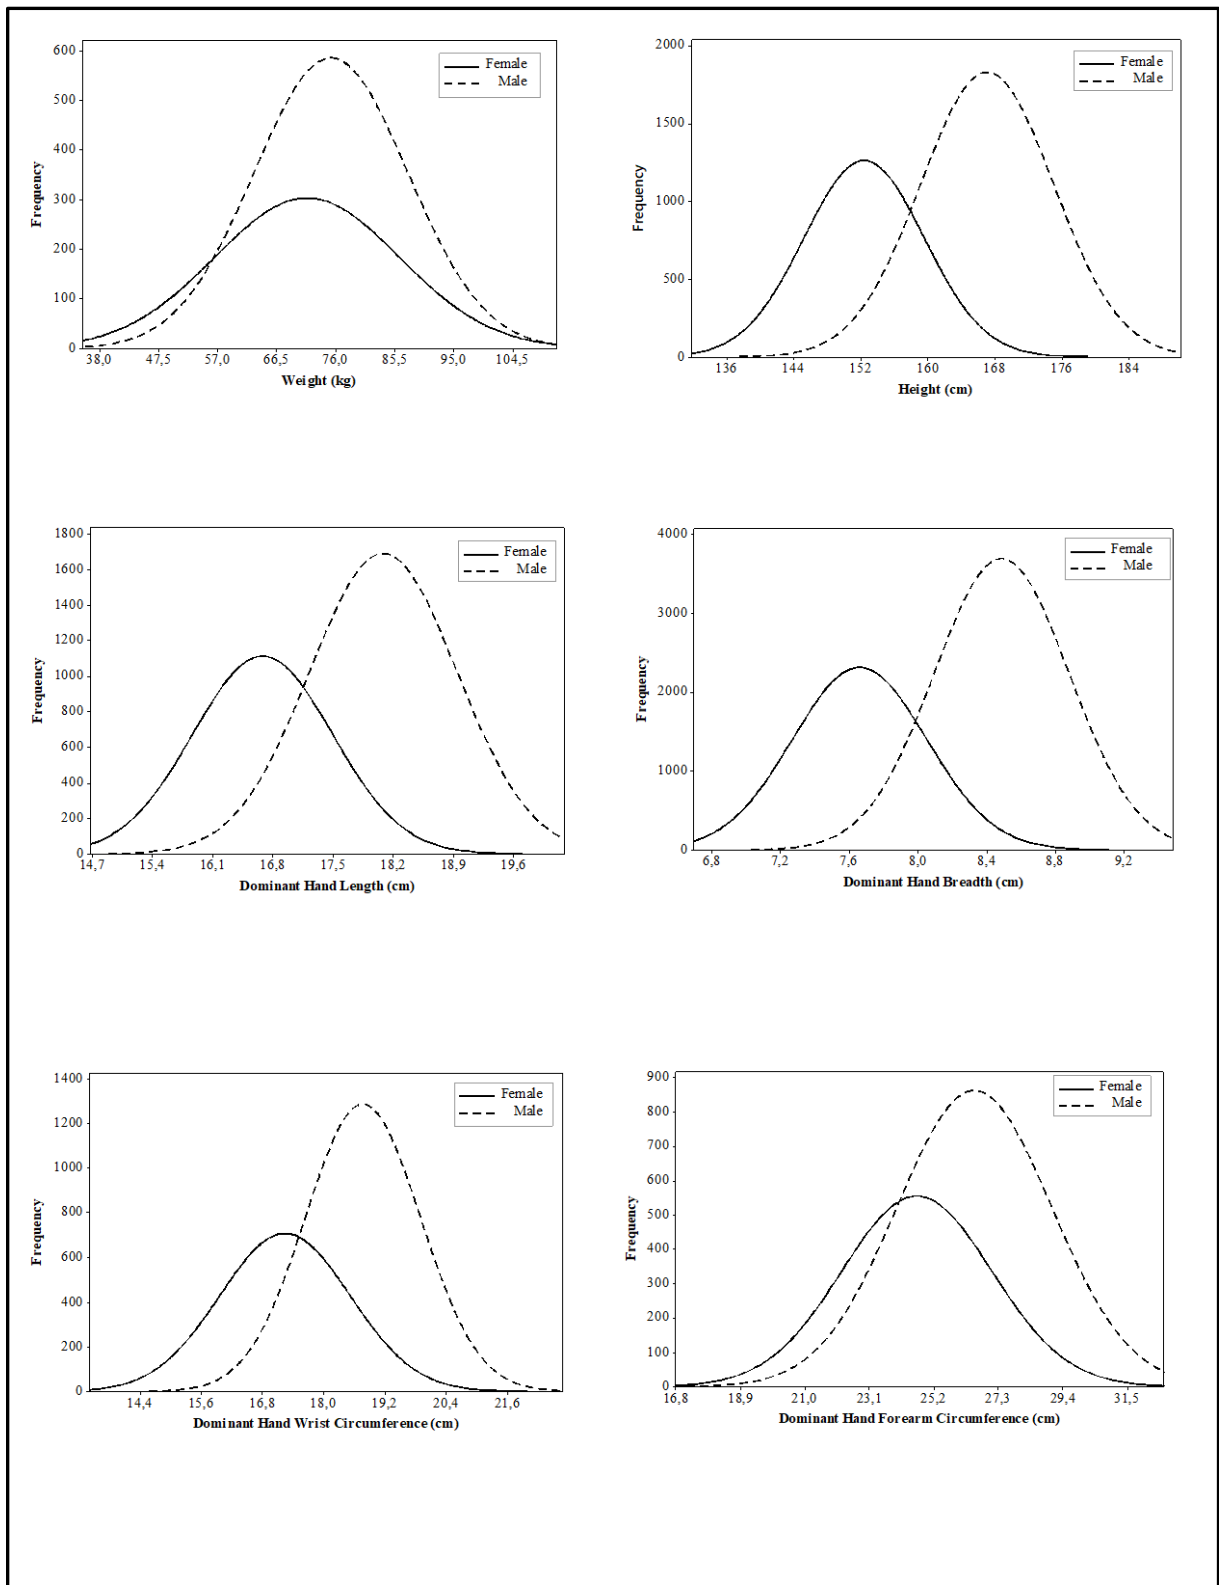 600
500
400
300
200
100
0
Frequency
Female
Male
38,0 47,5 57,0 66,5 76,0 85,5 95,0 104,5
Weight (kg)
2000
1500
1000
500
0
Frequency
Female
Male
136 144 152 160 168 176 184
Height (cm)
1800
1600
1400
1200
1000
800
600
400
200
0
Frequency
Female
Male
14,7 15,4 16,1 16,8 17,5 18,2 18,9 19,6
Dominant Hand Length (cm)
4000
3000
2000
1000
0
Frequency
Female
Male
6,8 7,2 7,6 8,0 8,4 8,8 9,2
Dominant Hand Breadth (cm)
1400
1200
1000
800
600
400
200
0
Frequency
Female
Male
14,4 15,6 16,8 18,0 19,2 20,4 21,6
Dominant Hand Wrist Circumference (cm)
900
800
700
600
500
400
300
200
100
0
Frequency
Female
Male
16,8 18,9 21,0 23,1 25,2 27,3 29,4 31,5
Dominant Hand Forearm Circumference (cm)